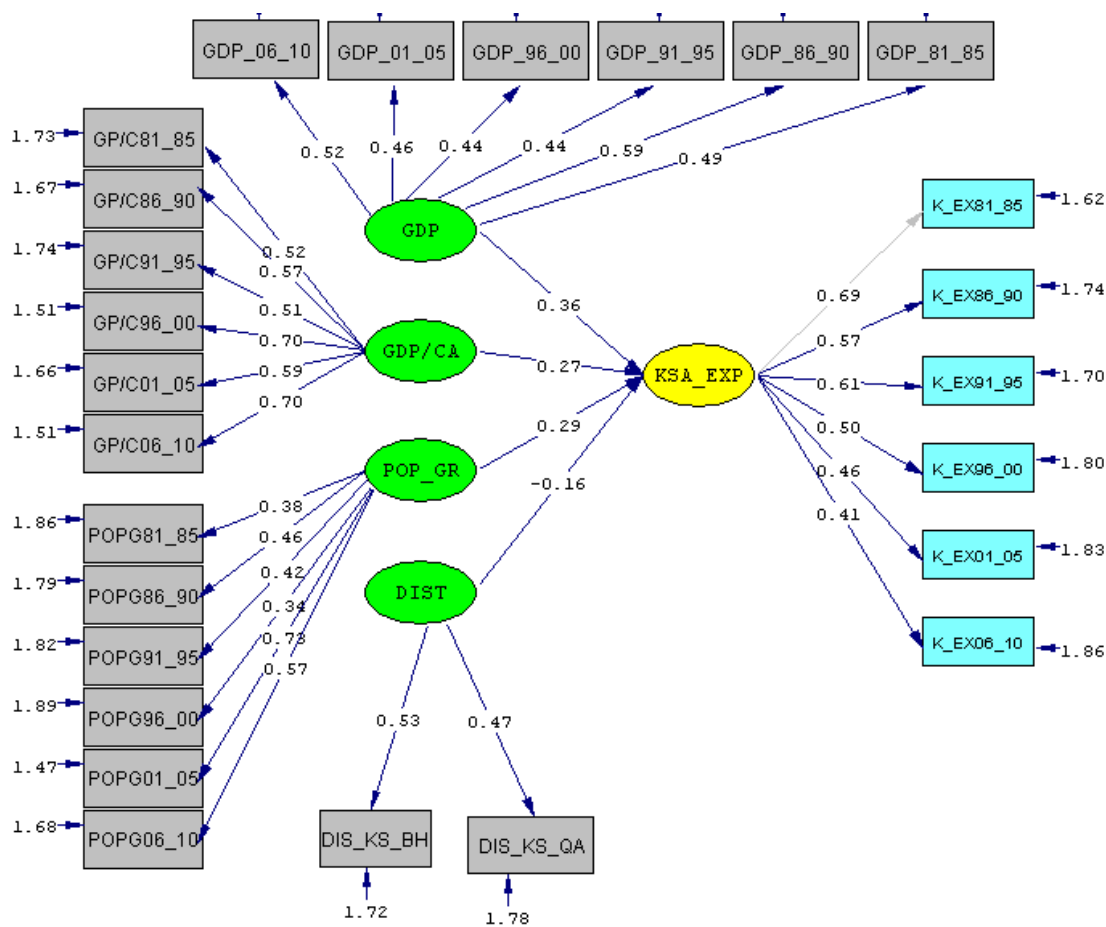 GDP_06_10 GDP_01_05 GDP_96_00 GDP_91_95 GDP_86_90 GDP_81_85
0.52 0.46 0.44 0.44 0.59 0.49
1.73 GP/C81_85
1.67 GP/C86_90
1.74 GP/C91_95
1.51 GP/C96_00
1.66 GP/C01_05
1.51 GP/C06_10
0.52
0.57
0.51
0.70
0.59
0.70
GDP
GDP/CA
POP_GR
DIST
0.36
0.27
0.29
-0.16
KSA_EXP
0.69
0.57
0.61
0.50
0.46
0.41
K_EX81_85 1.62
K_EX86_90 1.74
K_EX91_95 1.70
K_EX96_00 1.80
K_EX01_05 1.83
K_EX06_10 1.86
1.86 POPG81_85
1.79 POPG86_90
1.82 POPG91_95
1.89 POPG96_00
1.47 POPG01_05
1.68 POPG06_10
0.38
0.46
0.42
0.34
0.73
0.57
0.53 0.47
DIS_KS_BH DIS_KS_QA
1.72 1.78